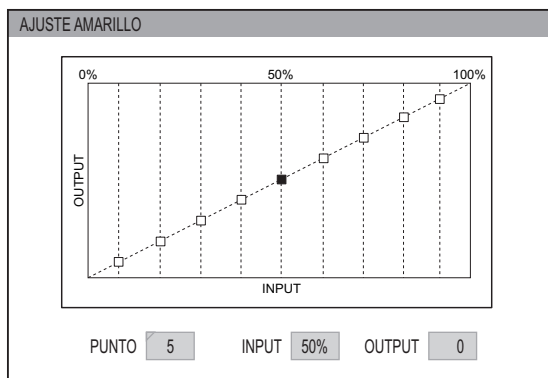 AJUSTE AMARILLO
0% 50% 100%
OUTPUT
INPUT
PUNTO 5 INPUT 50% OUTPUT 0